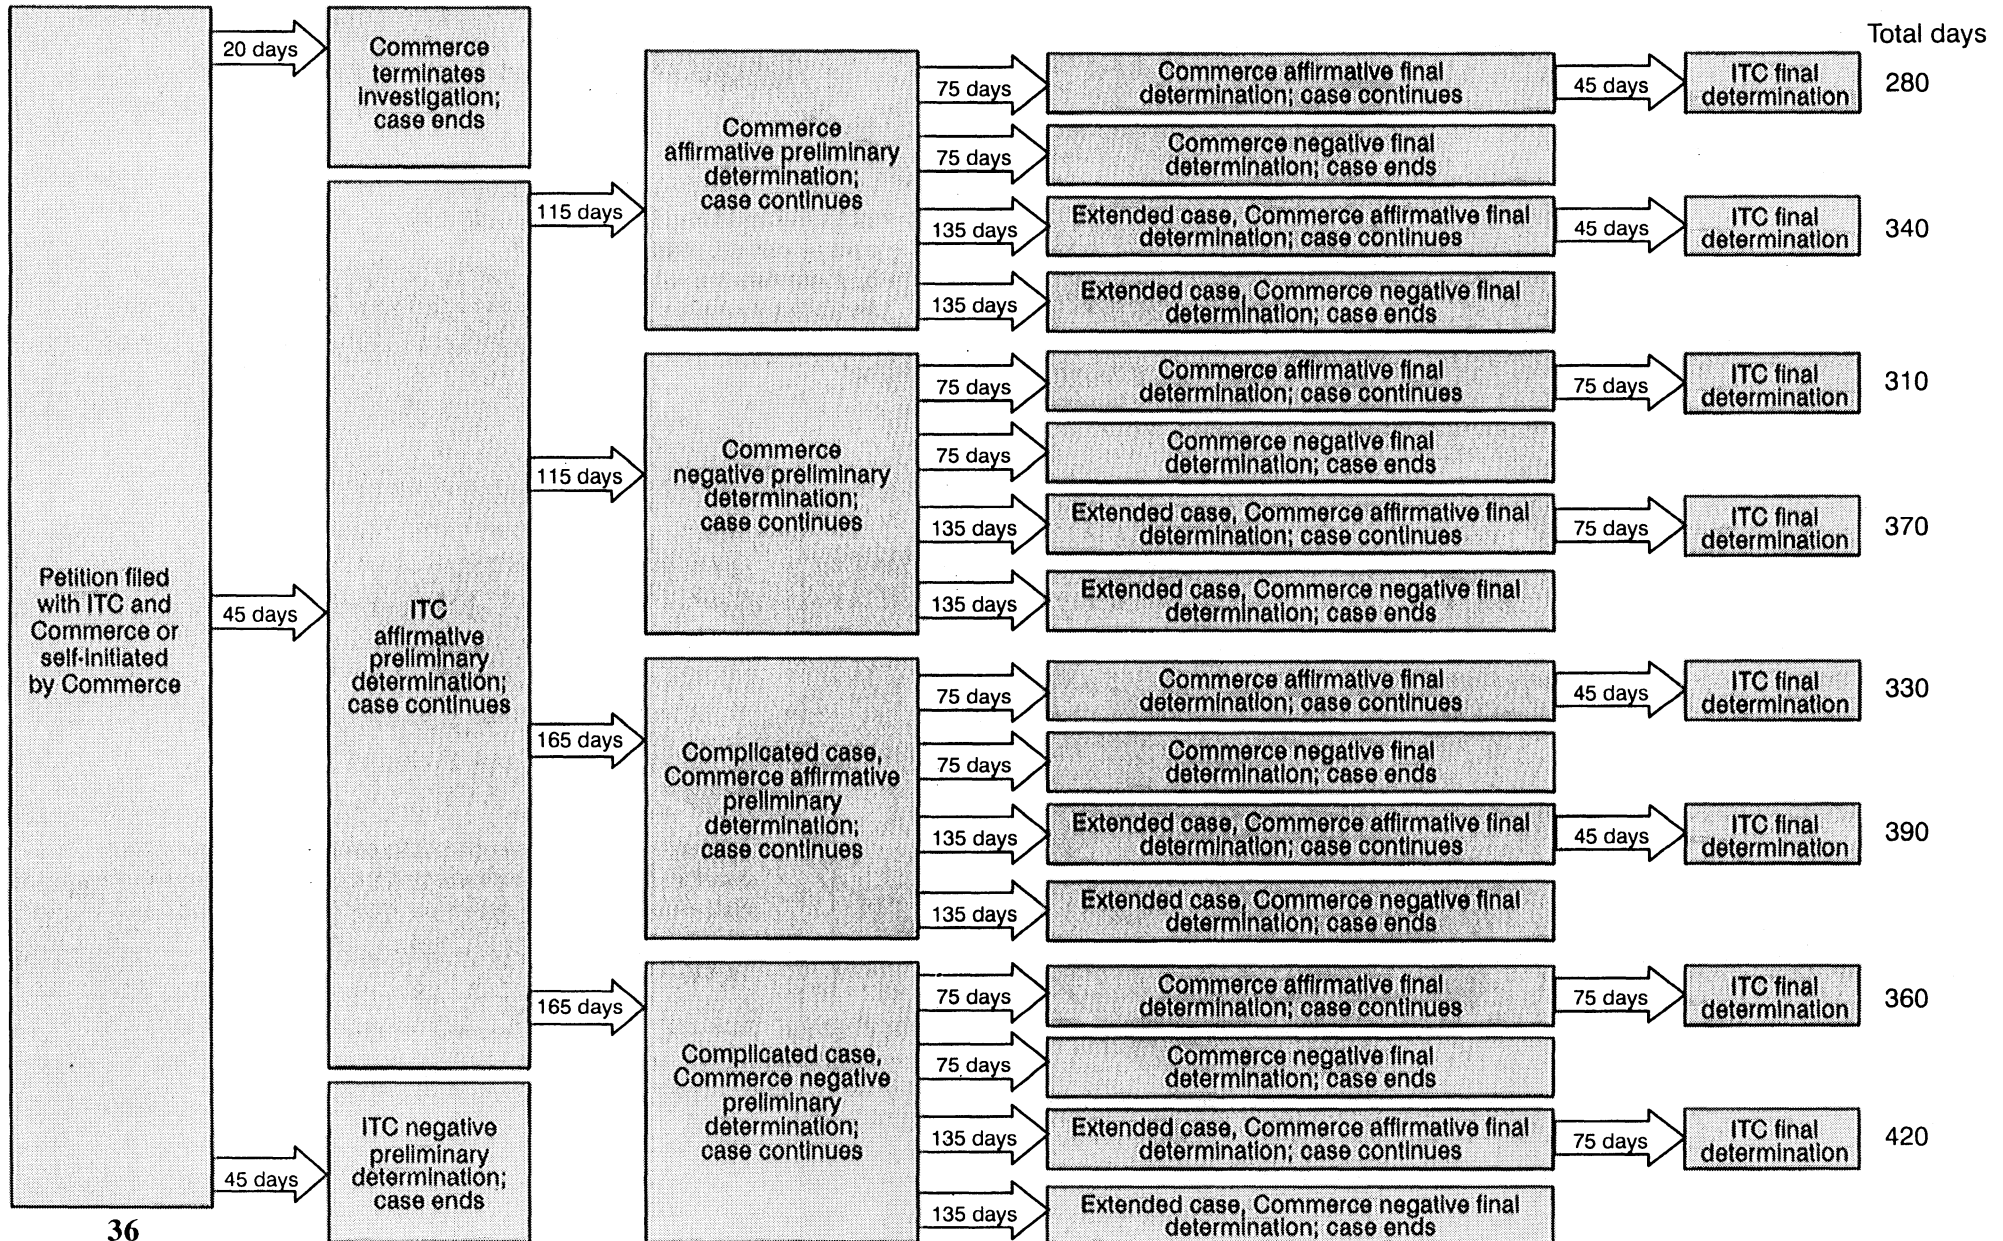 Total days
20 days
Commerce
terminates
investigation;
case ends
45 days
Petition filed
with ITC and
Commerce or
self-initiated
by Commerce
ITC
affirmative
preliminary
determination;
case continues
45 days
ITC negative
preliminary
determination;
case ends
115 days
Commerce
affirmative preliminary
determination;
case continues
75 days
Commerce affirmative final
determination; case continues
45 days
ITC final
determination
280
75 days
Commerce negative final
determination; case ends
135 days
Extended case, Commerce affirmative final
determination; case continues
45 days
ITC final
determination
340
135 days
Extended case, Commerce negative final
determination; case ends
115 days
Commerce
negative preliminary
determination;
case continues
75 days
Commerce affirmative final
determination; case continues
75 days
ITC final
determination
310
75 days
Commerce negative final
determination; case ends
135 days
Extended case, Commerce affirmative final
determination; case continues
75 days
ITC final
determination
370
135 days
Extended case, Commerce negative final
determination; case ends
165 days
Complicated case,
Commerce affirmative
preliminary
determination;
case continues
75 days
Commerce affirmative final
determination; case continues
45 days
ITC final
determination
330
75 days
Commerce negative final
determination; case ends
135 days
Extended case, Commerce affirmative final
determination; case continues
45 days
ITC final
determination
390
135 days
Extended case, Commerce negative final
determination; case ends
165 days
Complicated case,
Commerce negative
preliminary
determination;
case continues
75 days
Commerce affirmative final
determination; case continues
75 days
ITC final
determination
360
75 days
Commerce negative final
determination; case ends
135 days
Extended case, Commerce affirmative final
determination; case continues
75 days
ITC final
determination
420
135 days
Extended case, Commerce negative final
determination; case ends
36